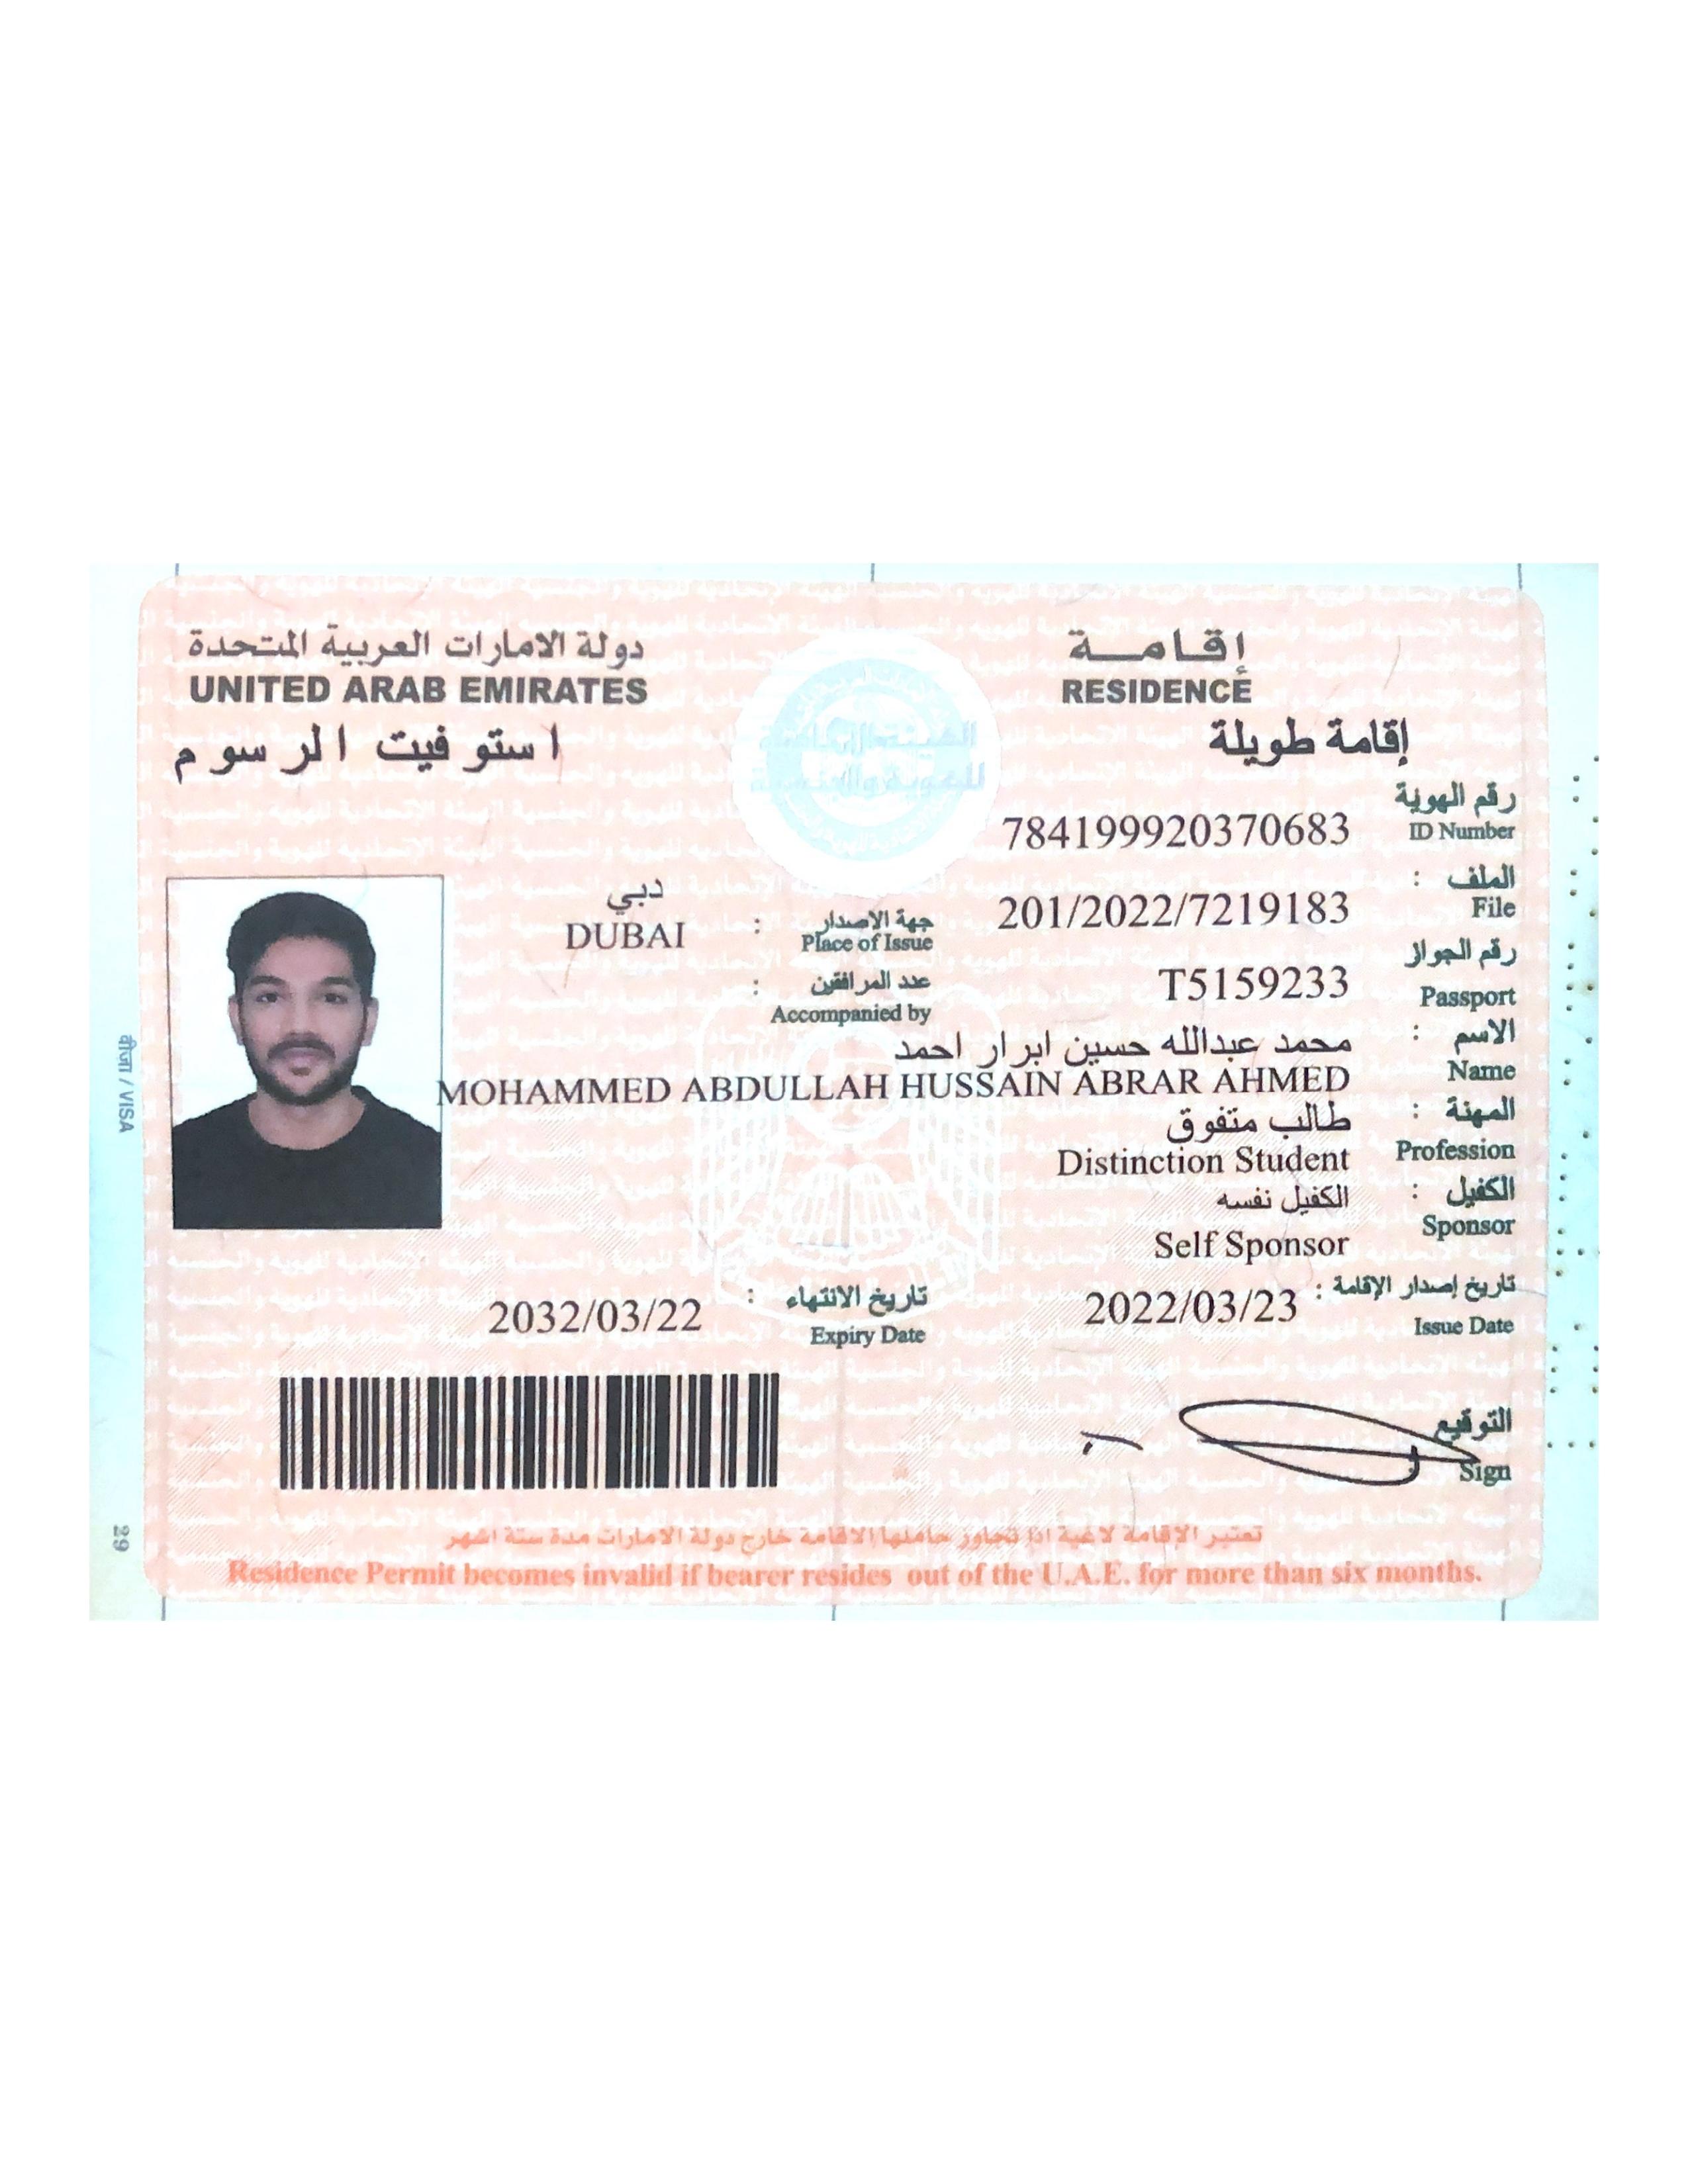 دولة الامارات العربية المتحدة
UNITED ARAB EMIRATES
استوفيت الرسوم
إقامة
RESIDENCE
إقامة طويلة
رقم الهوية
784199920370683 ID Number
الملف :
201/2022/7219183 File
دبي
DUBAI
جهة الاصدار :
Place of Issue
رقم الجواز
T5159233 Passport
عدد المرافقين :
Accompanied by
الاسم : محمد عبدالله حسين ابرار احمد
MOHAMMED ABDULLAH HUSSAIN ABRAR AHMED Name
المهنة : طالب متفوق
Distinction Student Profession
الكفيل : الكفيل نفسه
Self Sponsor Sponsor
تاريخ إصدار الإقامة :
2022/03/23 Issue Date
تاريخ الانتهاء :
2032/03/22 Expiry Date
التوقيع
Sign
تعتبر الإقامة لاغية اذا تجاوز حاملها الاقامة خارج دولة الامارات مدة ستة اشهر
Residence Permit becomes invalid if bearer resides out of the U.A.E. for more than six months.
वीज़ा / VISA
29